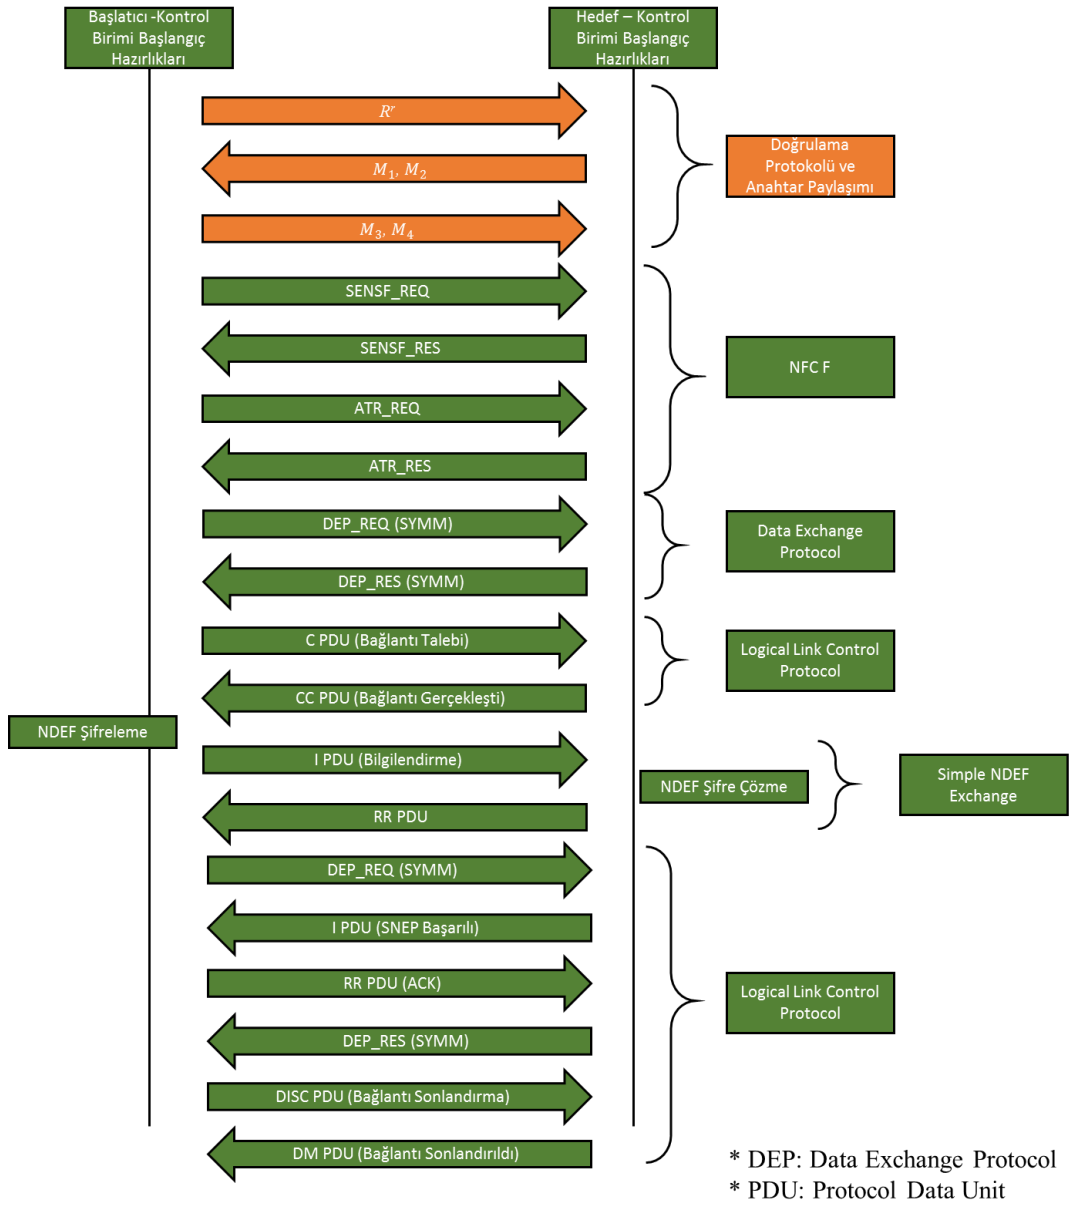 Başlatıcı -Kontrol
Birimi Başlangıç
Hazırlıkları
Hedef – Kontrol
Birimi Başlangıç
Hazırlıkları
R^r
M₁, M₂
M₃, M₄
Doğrulama
Protokolü ve
Anahtar Paylaşımı
SENSF_REQ
SENSF_RES
ATR_REQ
ATR_RES
NFC F
DEP_REQ (SYMM)
DEP_RES (SYMM)
Data Exchange
Protocol
C PDU (Bağlantı Talebi)
CC PDU (Bağlantı Gerçekleşti)
Logical Link Control
Protocol
NDEF Şifreleme
I PDU (Bilgilendirme)
RR PDU
NDEF Şifre Çözme
Simple NDEF
Exchange
DEP_REQ (SYMM)
I PDU (SNEP Başarılı)
RR PDU (ACK)
DEP_RES (SYMM)
DISC PDU (Bağlantı Sonlandırma)
DM PDU (Bağlantı Sonlandırıldı)
Logical Link Control
Protocol
* DEP: Data Exchange Protocol
* PDU: Protocol Data Unit